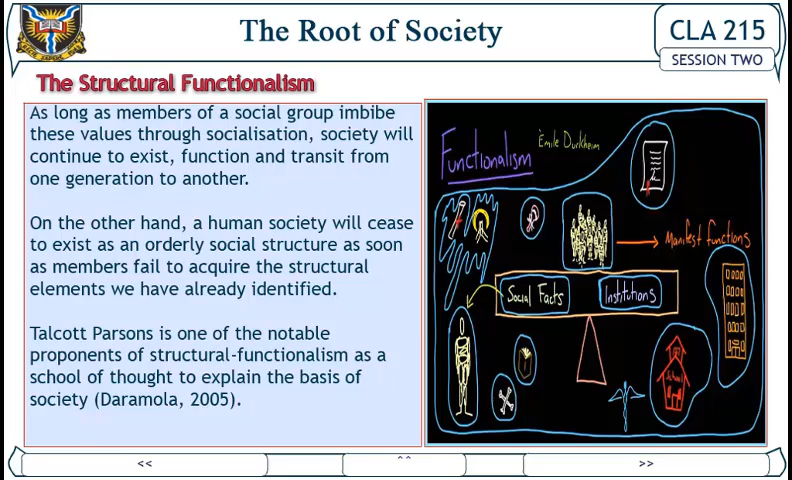 The Root of Society
CLA 215
SESSION TWO
The Structural Functionalism
As long as members of a social group imbibe
these values through socialisation, society will
continue to exist, function and transit from
one generation to another.
On the other hand, a human society will cease
to exist as an orderly social structure as soon
as members fail to acquire the structural
elements we have already identified.
Talcott Parsons is one of the notable
proponents of structural-functionalism as a
school of thought to explain the basis of
society (Daramola, 2005).
Functionalism
Émile Durkheim
Manifest functions
Social Facts
Institutions
School
<<
^^
>>